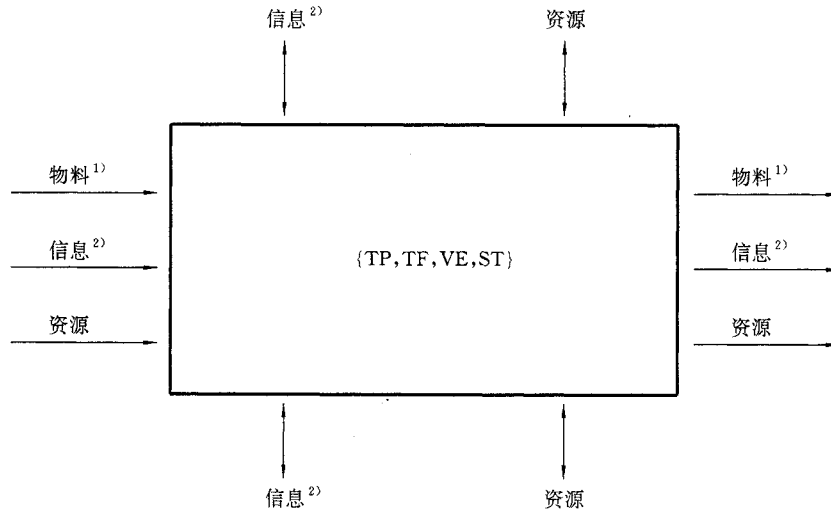 信息²⁾ 资源
物料¹⁾ 物料¹⁾
信息²⁾ {TP,TF,VE,ST} 信息²⁾
资源 资源
信息²⁾ 资源